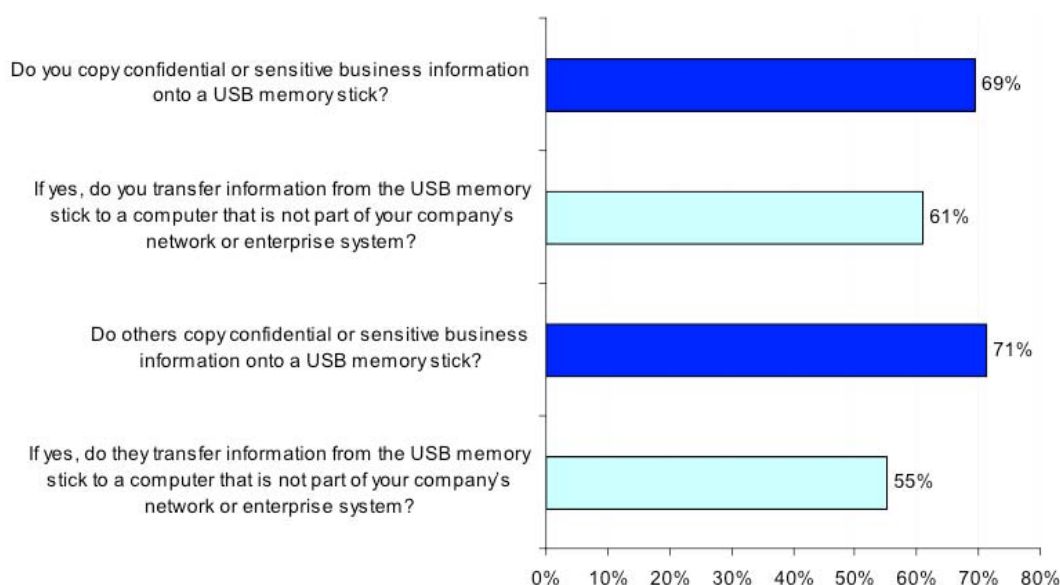 Do you copy confidential or sensitive business information
onto a USB memory stick?
69%
If yes, do you transfer information from the USB memory
stick to a computer that is not part of your company's
network or enterprise system?
61%
Do others copy confidential or sensitive business
information onto a USB memory stick?
71%
If yes, do they transfer information from the USB memory
stick to a computer that is not part of your company's
network or enterprise system?
55%
0% 10% 20% 30% 40% 50% 60% 70% 80%